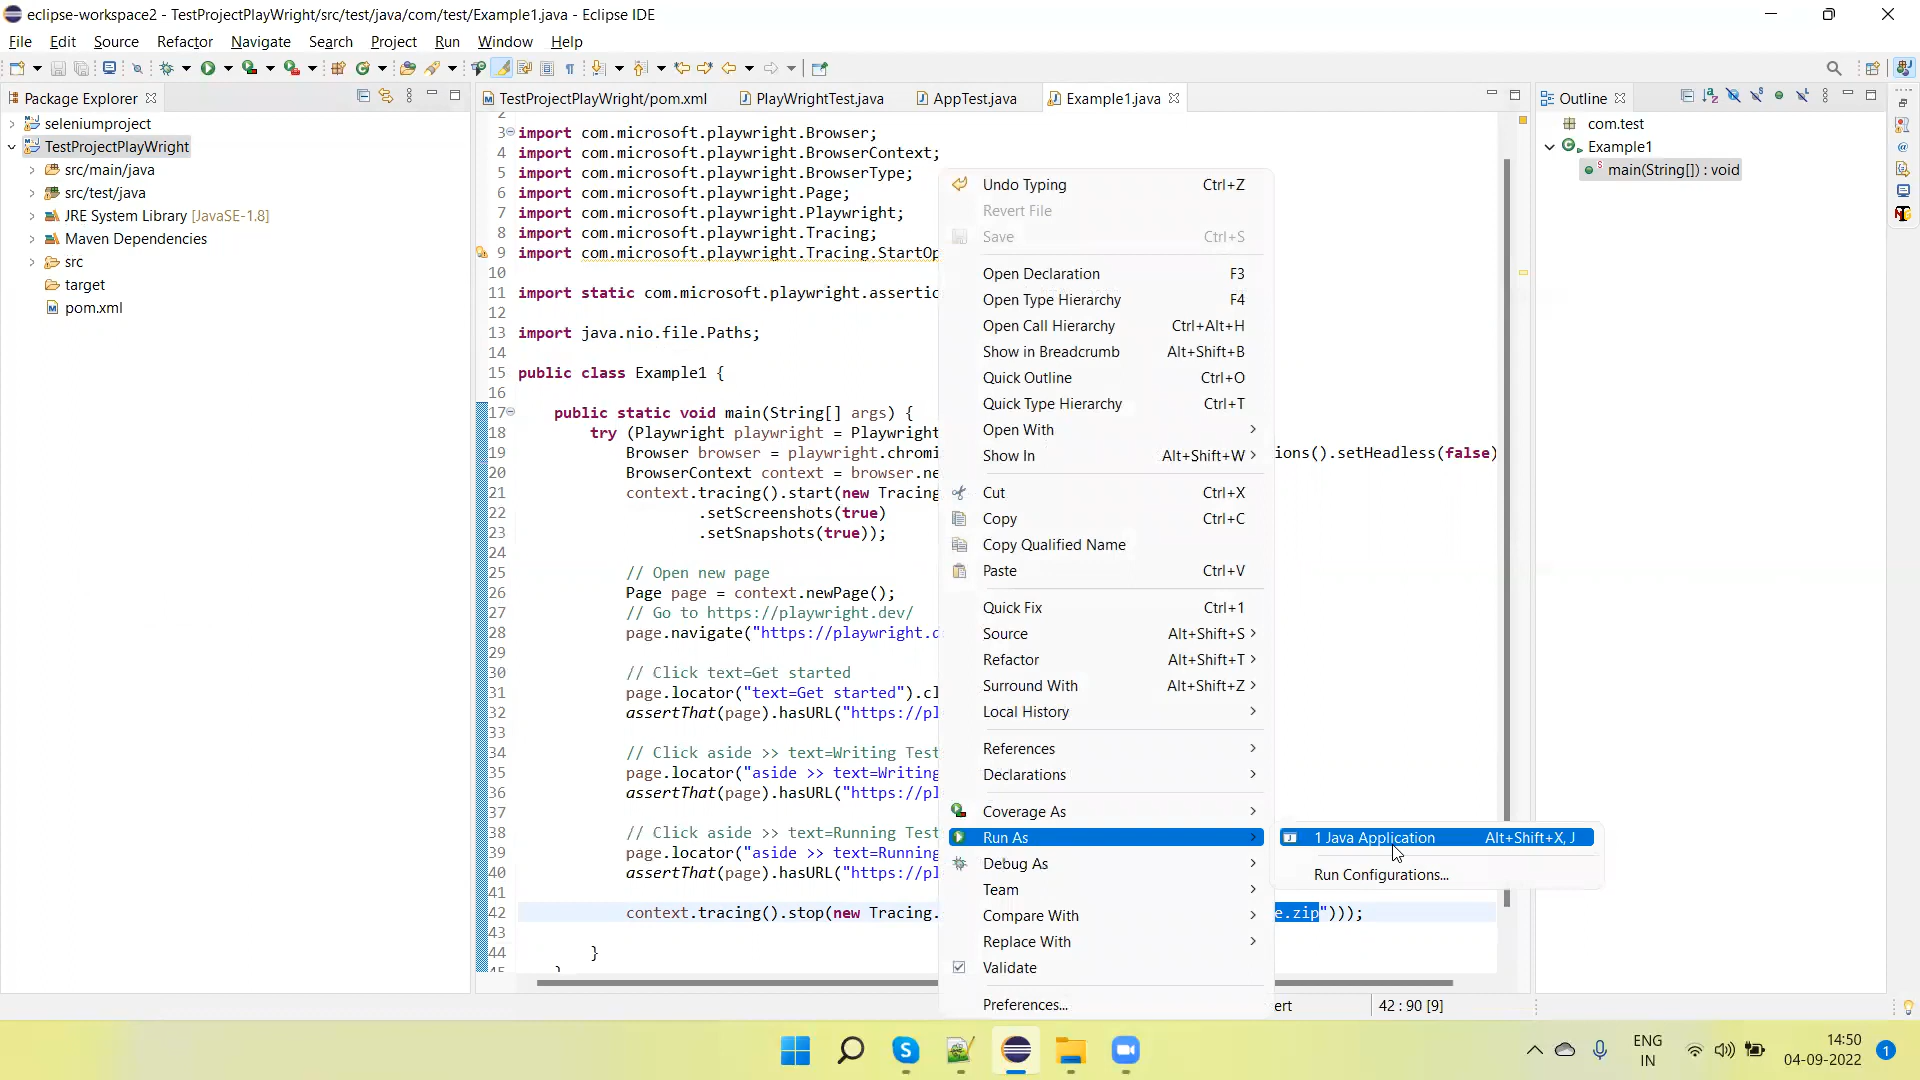 eclipse-workspace2 - TestProjectPlayWright/src/test/java/com/test/Example1.java - Eclipse IDE
File Edit Source Refactor Navigate Search Project Run Window Help
Package Explorer
seleniumproject
TestProjectPlayWright
src/main/java
src/test/java
JRE System Library [JavaSE-1.8]
Maven Dependencies
src
target
pom.xml
TestProjectPlayWright/pom.xml PlayWrightTest.java AppTest.java Example1.java
2
3 import com.microsoft.playwright.Browser;
4 import com.microsoft.playwright.BrowserContext;
5 import com.microsoft.playwright.BrowserType;
6 import com.microsoft.playwright.Page;
7 import com.microsoft.playwright.Playwright;
8 import com.microsoft.playwright.Tracing;
9 import com.microsoft.playwright.Tracing.StartOp
10
11 import static com.microsoft.playwright.assertio
12
13 import java.nio.file.Paths;
14
15 public class Example1 {
16
17 public static void main(String[] args) {
18 try (Playwright playwright = Playwright
19 Browser browser = playwright.chromi ions().setHeadless(false)
20 BrowserContext context = browser.ne
21 context.tracing().start(new Tracing
22 .setScreenshots(true)
23 .setSnapshots(true));
24
25 // Open new page
26 Page page = context.newPage();
27 // Go to https://playwright.dev/
28 page.navigate("https://playwright.d
29
30 // Click text=Get started
31 page.locator("text=Get started").cl
32 assertThat(page).hasURL("https://pl
33
34 // Click aside >> text=Writing Test
35 page.locator("aside >> text=Writing
36 assertThat(page).hasURL("https://pl
37
38 // Click aside >> text=Running Test
39 page.locator("aside >> text=Running
40 assertThat(page).hasURL("https://pl
41
42 context.tracing().stop(new Tracing. e.zip")));
43
44 }
45 }
Undo Typing Ctrl+Z
Revert File
Save Ctrl+S
Open Declaration F3
Open Type Hierarchy F4
Open Call Hierarchy Ctrl+Alt+H
Show in Breadcrumb Alt+Shift+B
Quick Outline Ctrl+O
Quick Type Hierarchy Ctrl+T
Open With
Show In Alt+Shift+W
Cut Ctrl+X
Copy Ctrl+C
Copy Qualified Name
Paste Ctrl+V
Quick Fix Ctrl+1
Source Alt+Shift+S
Refactor Alt+Shift+T
Surround With Alt+Shift+Z
Local History
References
Declarations
Coverage As
Run As
Debug As
Team
Compare With
Replace With
Validate
Preferences...
1 Java Application Alt+Shift+X, J
Run Configurations...
Outline
com.test
Example1
main(String[]) : void
ert 42 : 90 [9]
ENG
IN
14:50
04-09-2022
1